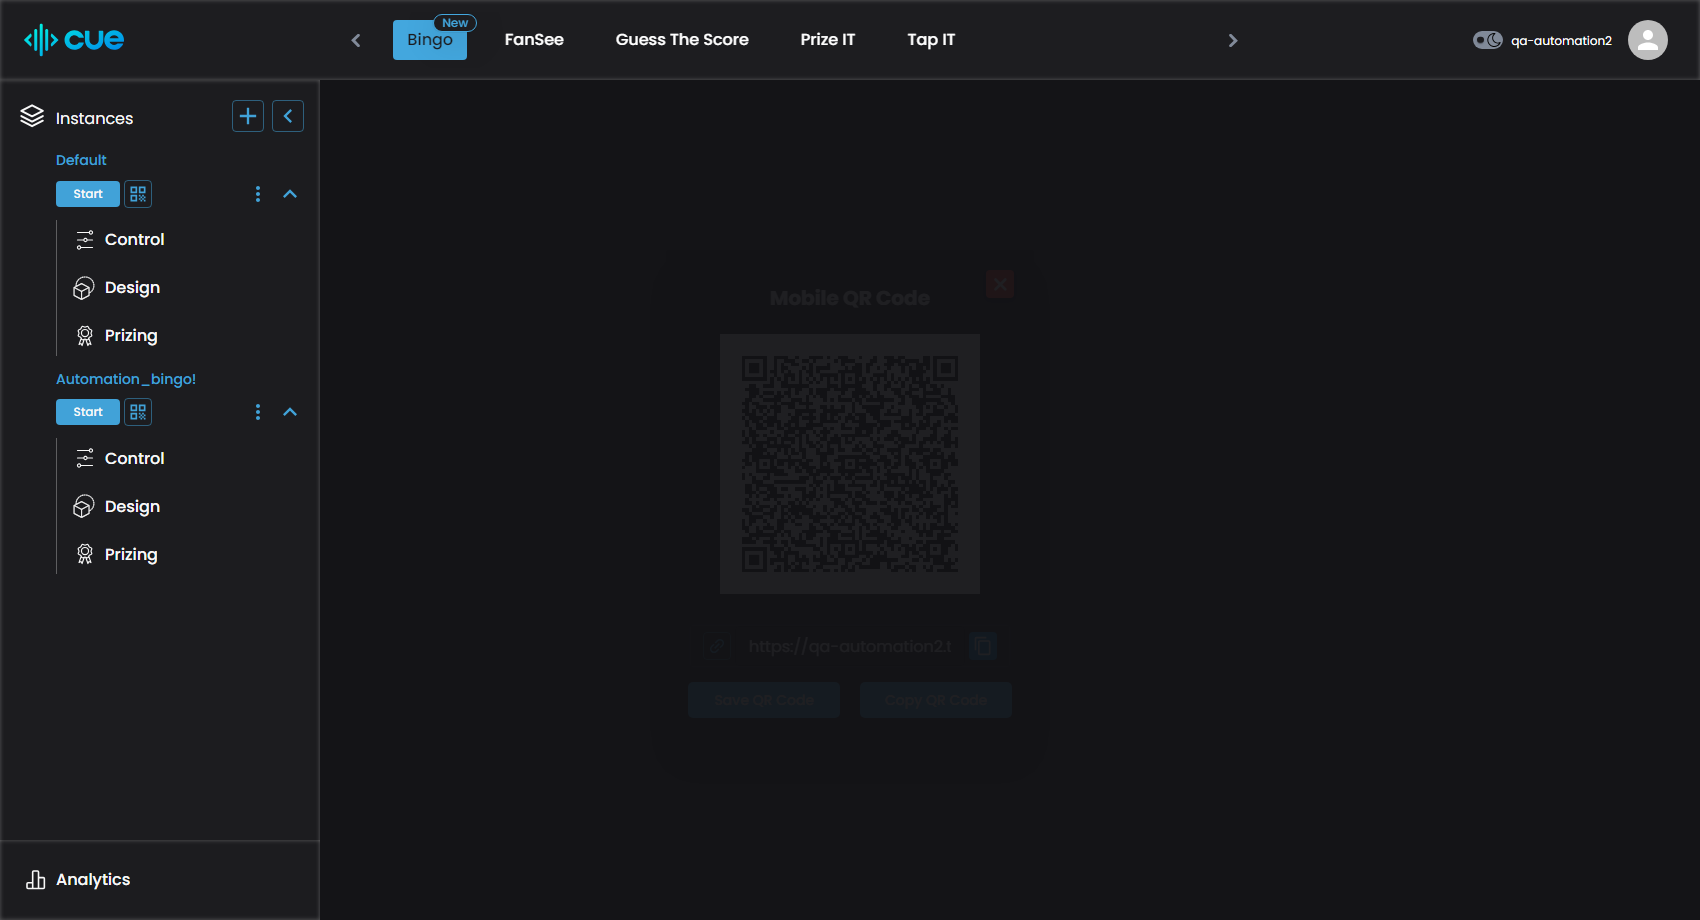 cue
Bingo
New
FanSee
Guess The Score
Prize IT
Tap IT
qa-automation2
Instances
Default
Start
Control
Design
Prizing
Automation_bingo!
Start
Control
Design
Prizing
Analytics
Mobile QR Code
https://qa-automation2.t
Save QR Code
Copy QR Code